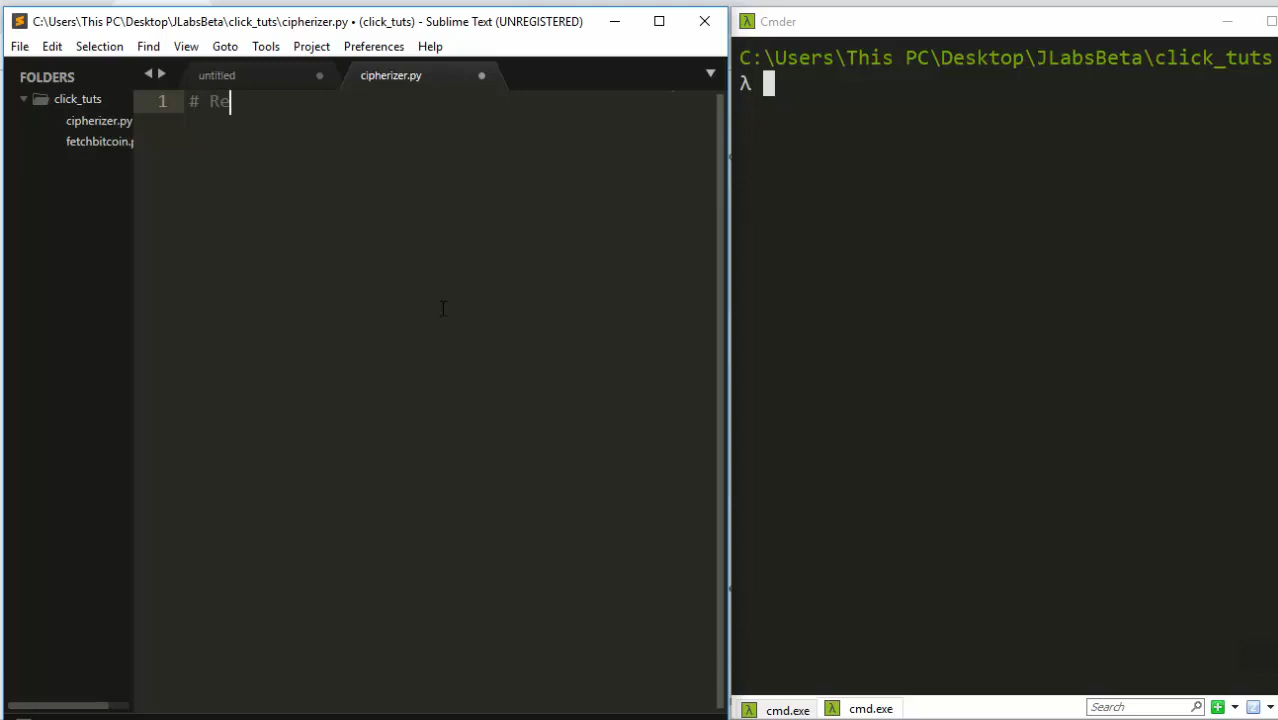 C:\Users\This PC\Desktop\JLabsBeta\click_tuts\cipherizer.py • (click_tuts) - Sublime Text (UNREGISTERED)
File Edit Selection Find View Goto Tools Project Preferences Help
FOLDERS
click_tuts
cipherizer.py
fetchbitcoin.p
untitled
cipherizer.py
1 # Re
Cmder
C:\Users\This PC\Desktop\JLabsBeta\click_tuts
λ
cmd.exe
cmd.exe
Search